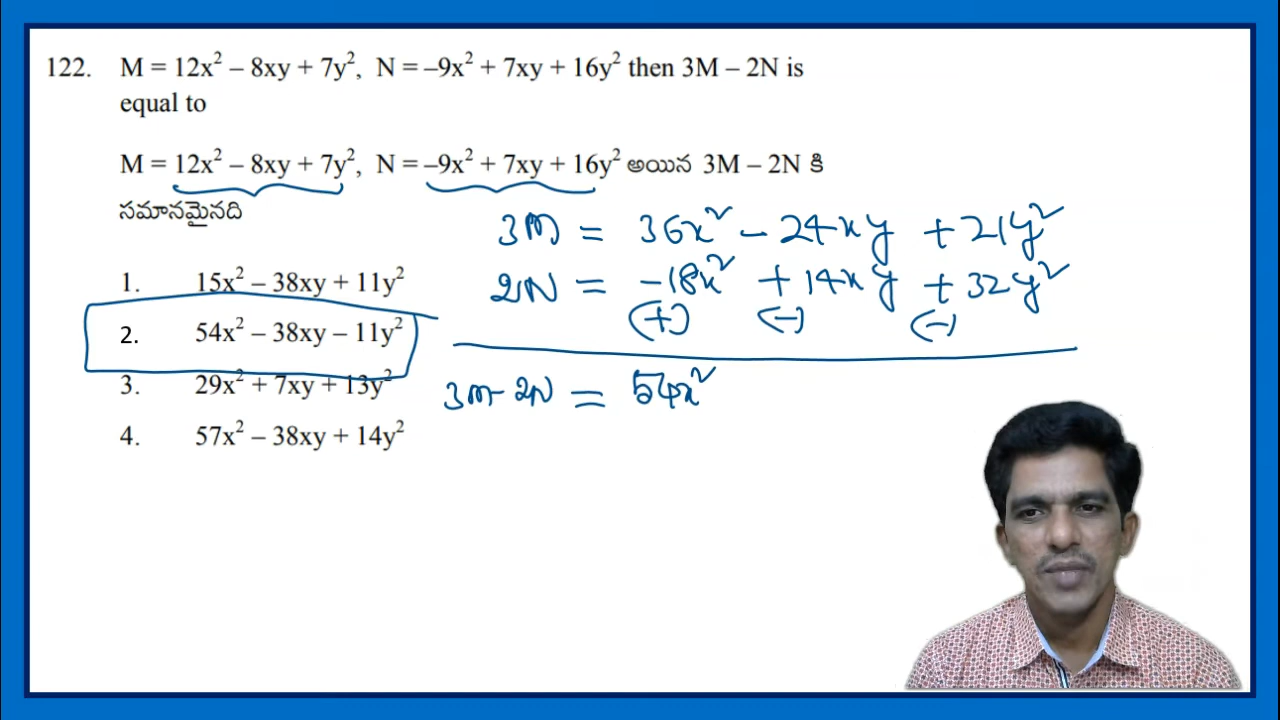 122. M = 12x² – 8xy + 7y², N = –9x² + 7xy + 16y² then 3M – 2N is
equal to
M = 12x² – 8xy + 7y², N = –9x² + 7xy + 16y² అయిన 3M – 2N కి
సమానమైనది
3M = 36x² – 24xy + 21y²
2N = –18x² + 14xy + 32y²
(+) (–) (–)
3M – 2N = 54x²
1. 15x² – 38xy + 11y²
2. 54x² – 38xy – 11y²
3. 29x² + 7xy + 13y²
4. 57x² – 38xy + 14y²